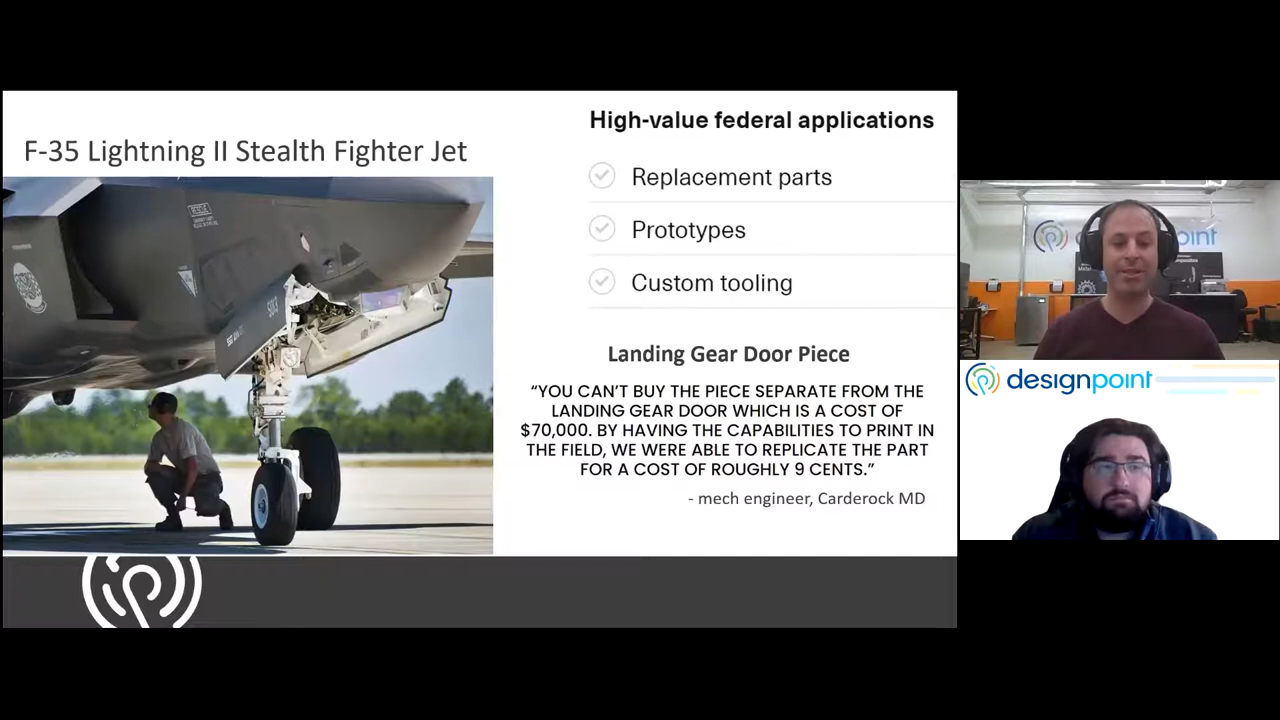 F-35 Lightning II Stealth Fighter Jet
High-value federal applications
Replacement parts
Prototypes
Custom tooling
Landing Gear Door Piece
“YOU CAN’T BUY THE PIECE SEPARATE FROM THE
LANDING GEAR DOOR WHICH IS A COST OF
$70,000. BY HAVING THE CAPABILITIES TO PRINT IN
THE FIELD, WE WERE ABLE TO REPLICATE THE PART
FOR A COST OF ROUGHLY 9 CENTS.”
- mech engineer, Carderock MD
RESCUE
designpoint